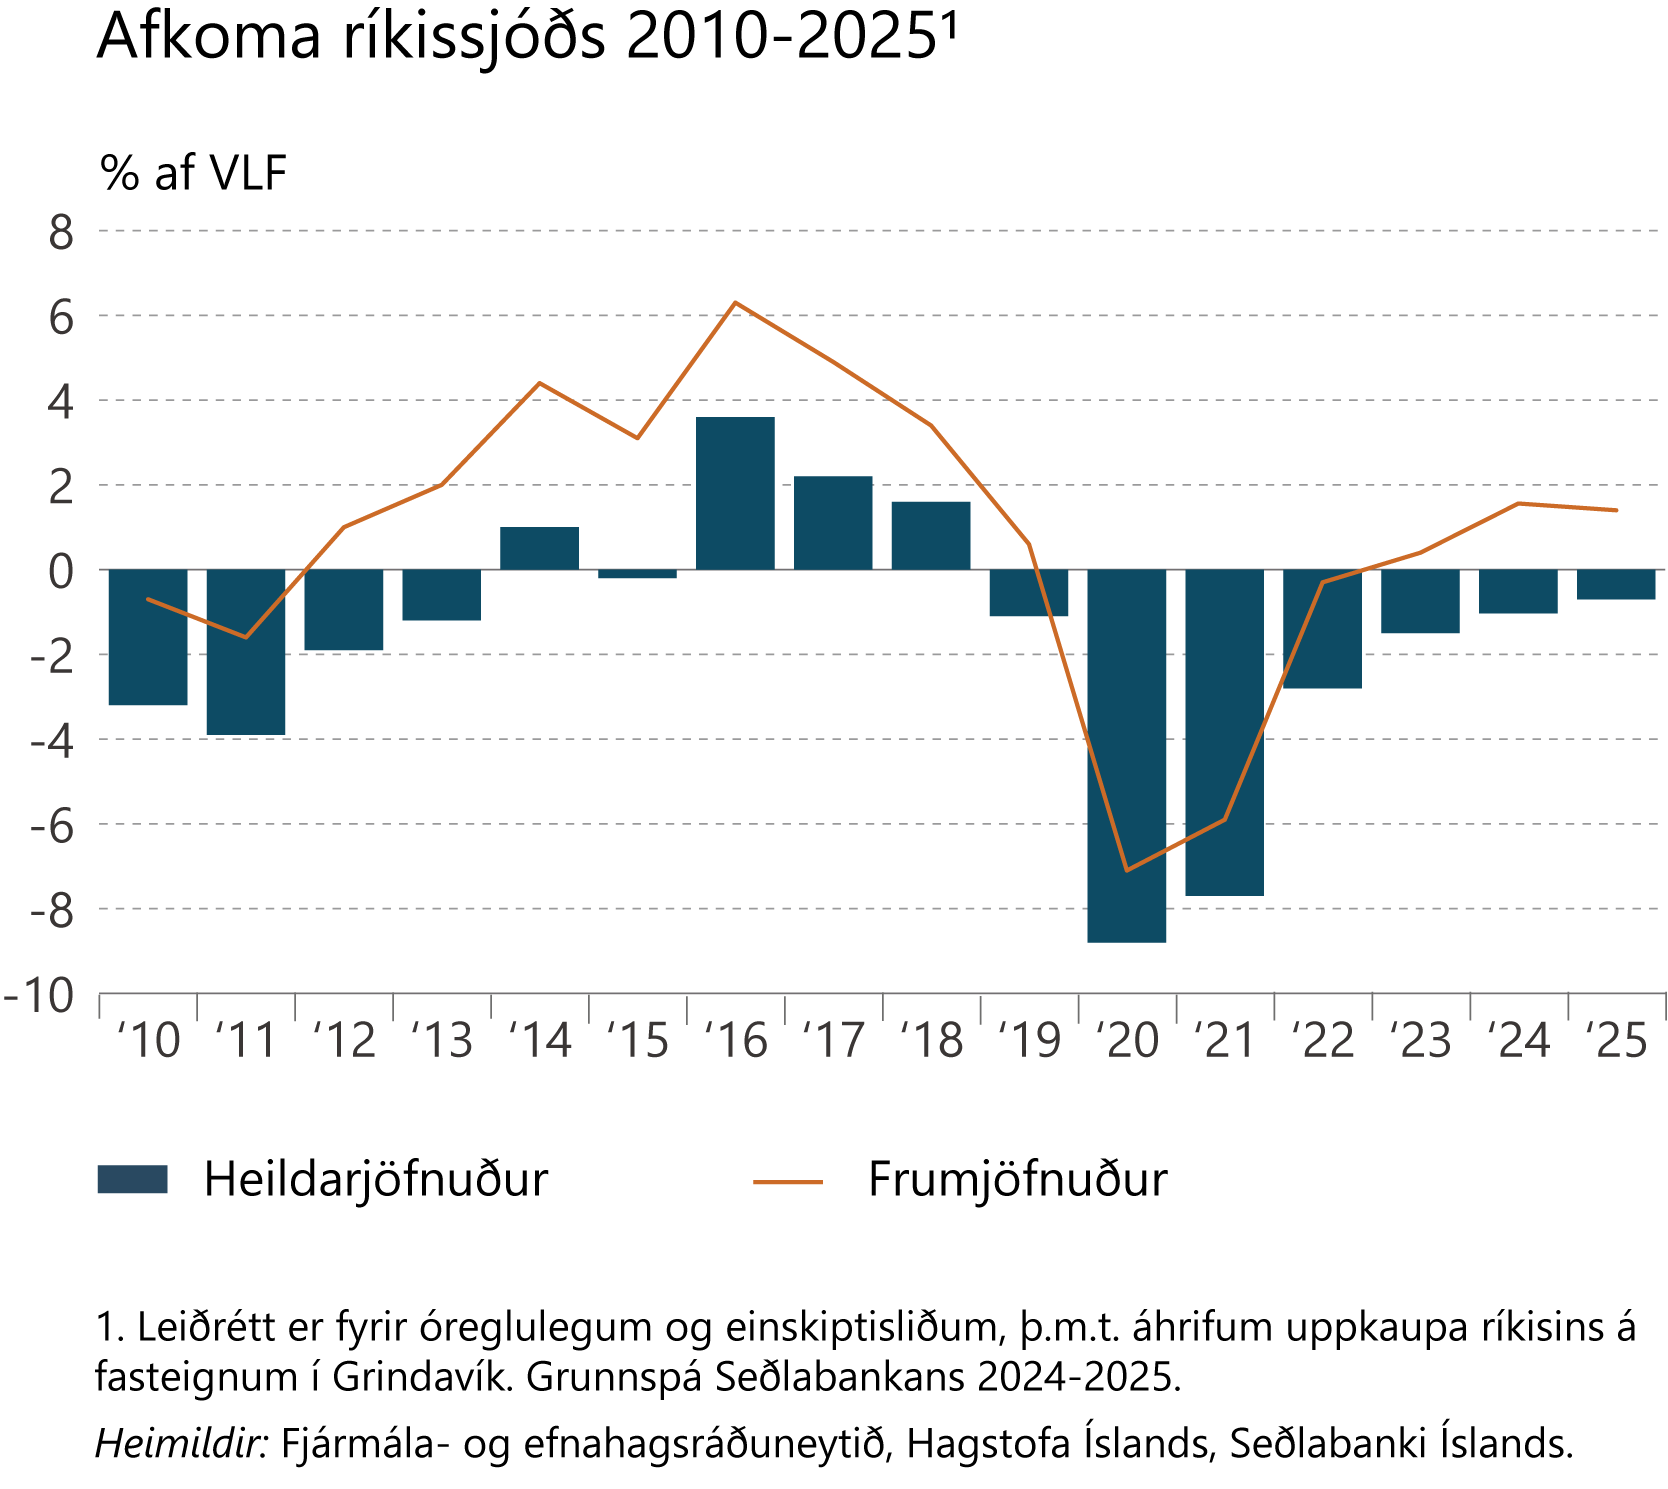 Afkoma ríkissjóðs 2010-2025¹
% af VLF
8
6
4
2
0
-2
-4
-6
-8
-10
‘10 ‘11 ‘12 ‘13 ‘14 ‘15 ‘16 ‘17 ‘18 ‘19 ‘20 ‘21 ‘22 ‘23 ‘24 ‘25
Heildarjöfnuður Frumjöfnuður
1. Leiðrétt er fyrir óreglulegum og einskiptisliðum, þ.m.t. áhrifum uppkaupa ríkisins á
fasteignum í Grindavík. Grunnspá Seðlabankans 2024-2025.
Heimildir: Fjármála- og efnahagsráðuneytið, Hagstofa Íslands, Seðlabanki Íslands.